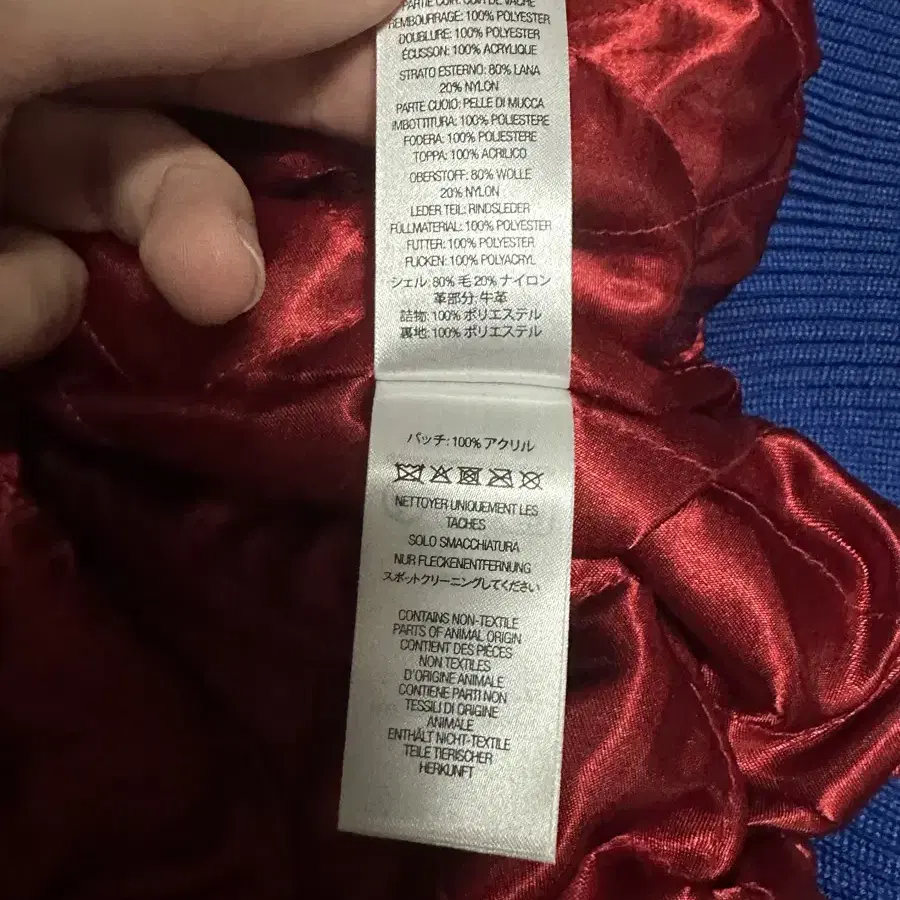 PARTIE CUIR: CUIR DE VACHE
REMBOURRAGE: 100% POLYESTER
DOUBLURE: 100% POLYESTER
ÉCUSSON: 100% ACRYLIQUE
STRATO ESTERNO: 80% LANA
20% NYLON
PARTE CUOIO: PELLE DI MUCCA
IMBOTTITURA: 100% POLIESTERE
FODERA: 100% POLIESTERE
TOPPA: 100% ACRILICO
OBERSTOFF: 80% WOLLE
20% NYLON
LEDER TEIL: RINDSLEDER
FÜLLMATERIAL: 100% POLYESTER
FUTTER: 100% POLYESTER
FLICKEN: 100% POLYACRYL
シェル: 80% 毛 20% ナイロン
革部分: 牛革
詰物: 100% ポリエステル
裏地: 100% ポリエステル
パッチ: 100% アクリル
NETTOYER UNIQUEMENT LES
TACHES
SOLO SMACCHIATURA
NUR FLECKENENTFERNUNG
スポットクリーニングしてください
CONTAINS NON-TEXTILE
PARTS OF ANIMAL ORIGIN
CONTIENT DES PIÈCES
NON TEXTILES
D'ORIGINE ANIMALE
CONTIENE PARTI NON
TESSILI DI ORIGINE
ANIMALE
ENTHÄLT NICHT-TEXTILE
TEILE TIERISCHER
HERKUNFT